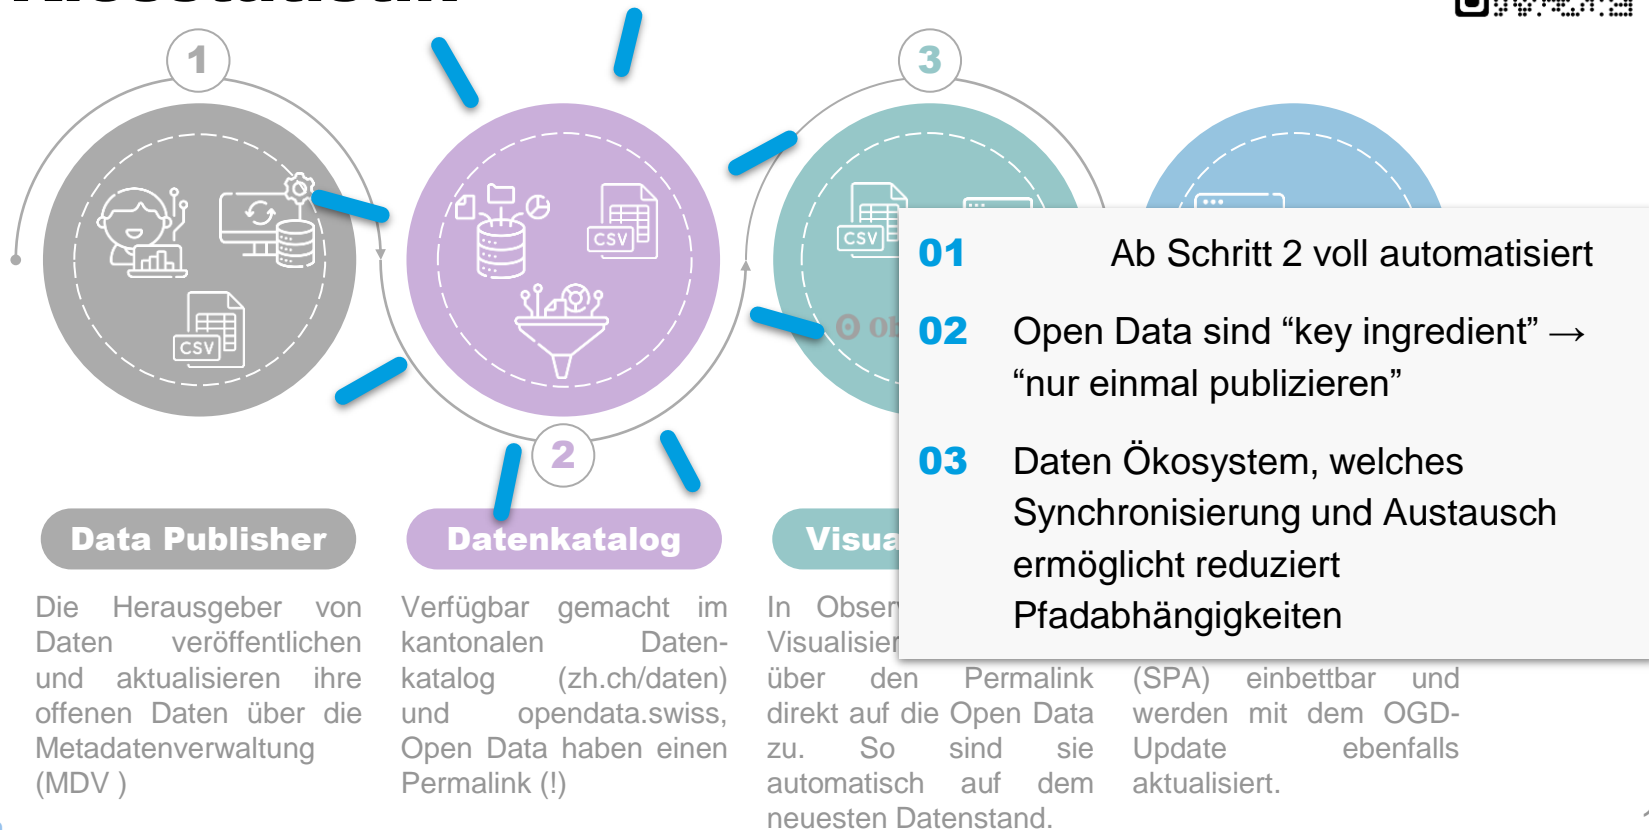 1
3
CSV
CSV
CSV
2
Data Publisher
Datenkatalog
Die Herausgeber von
Daten veröffentlichen
und aktualisieren ihre
offenen Daten über die
Metadatenverwaltung
(MDV )
Verfügbar gemacht im
kantonalen Daten-
katalog (zh.ch/daten)
und opendata.swiss,
Open Data haben einen
Permalink (!)
In
über den Permalink
direkt auf die Open Data
zu. So sind sie
automatisch auf dem
neuesten Datenstand.
(SPA) einbettbar und
werden mit dem OGD-
Update ebenfalls
aktualisiert.
01 Ab Schritt 2 voll automatisiert
02 Open Data sind “key ingredient” →
“nur einmal publizieren”
03 Daten Ökosystem, welches
Synchronisierung und Austausch
ermöglicht reduziert
Pfadabhängigkeiten